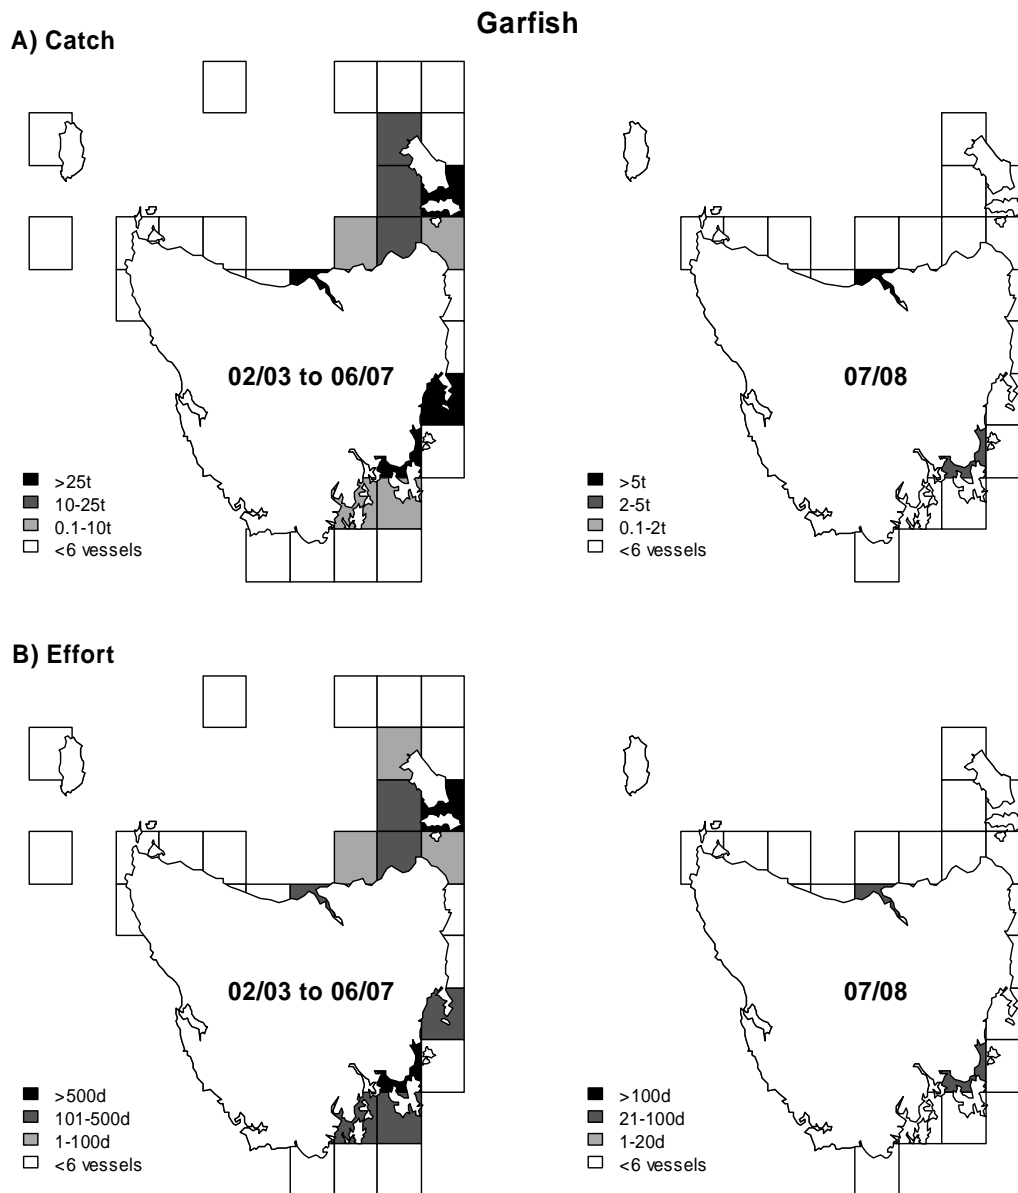 Garfish
A) Catch
02/03 to 06/07
>25t
10-25t
0.1-10t
<6 vessels
07/08
>5t
2-5t
0.1-2t
<6 vessels
B) Effort
02/03 to 06/07
>500d
101-500d
1-100d
<6 vessels
07/08
>100d
21-100d
1-20d
<6 vessels